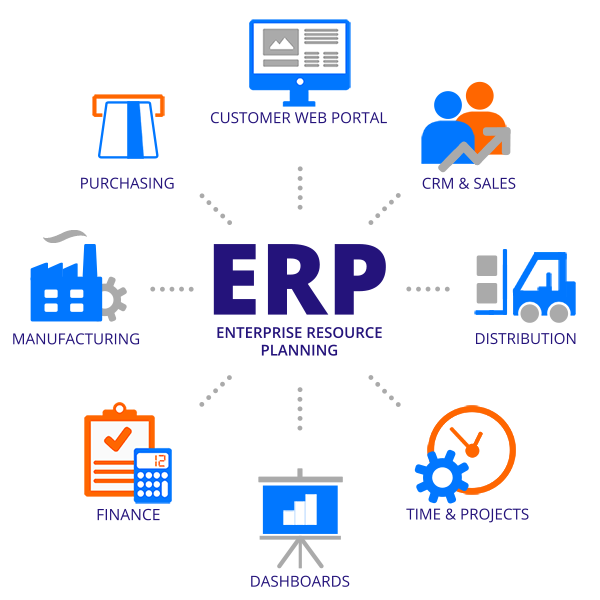 CUSTOMER WEB PORTAL
PURCHASING
CRM & SALES
ERP
ENTERPRISE RESOURCE
PLANNING
MANUFACTURING
DISTRIBUTION
12
FINANCE
TIME & PROJECTS
DASHBOARDS